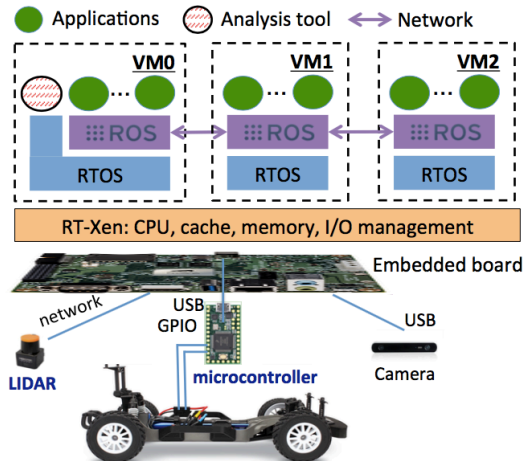 Applications Analysis tool Network
VM0 VM1 VM2
ROS ROS ROS
RTOS RTOS RTOS
RT-Xen: CPU, cache, memory, I/O management
Embedded board
network
USB
GPIO
USB
LIDAR
microcontroller
Camera